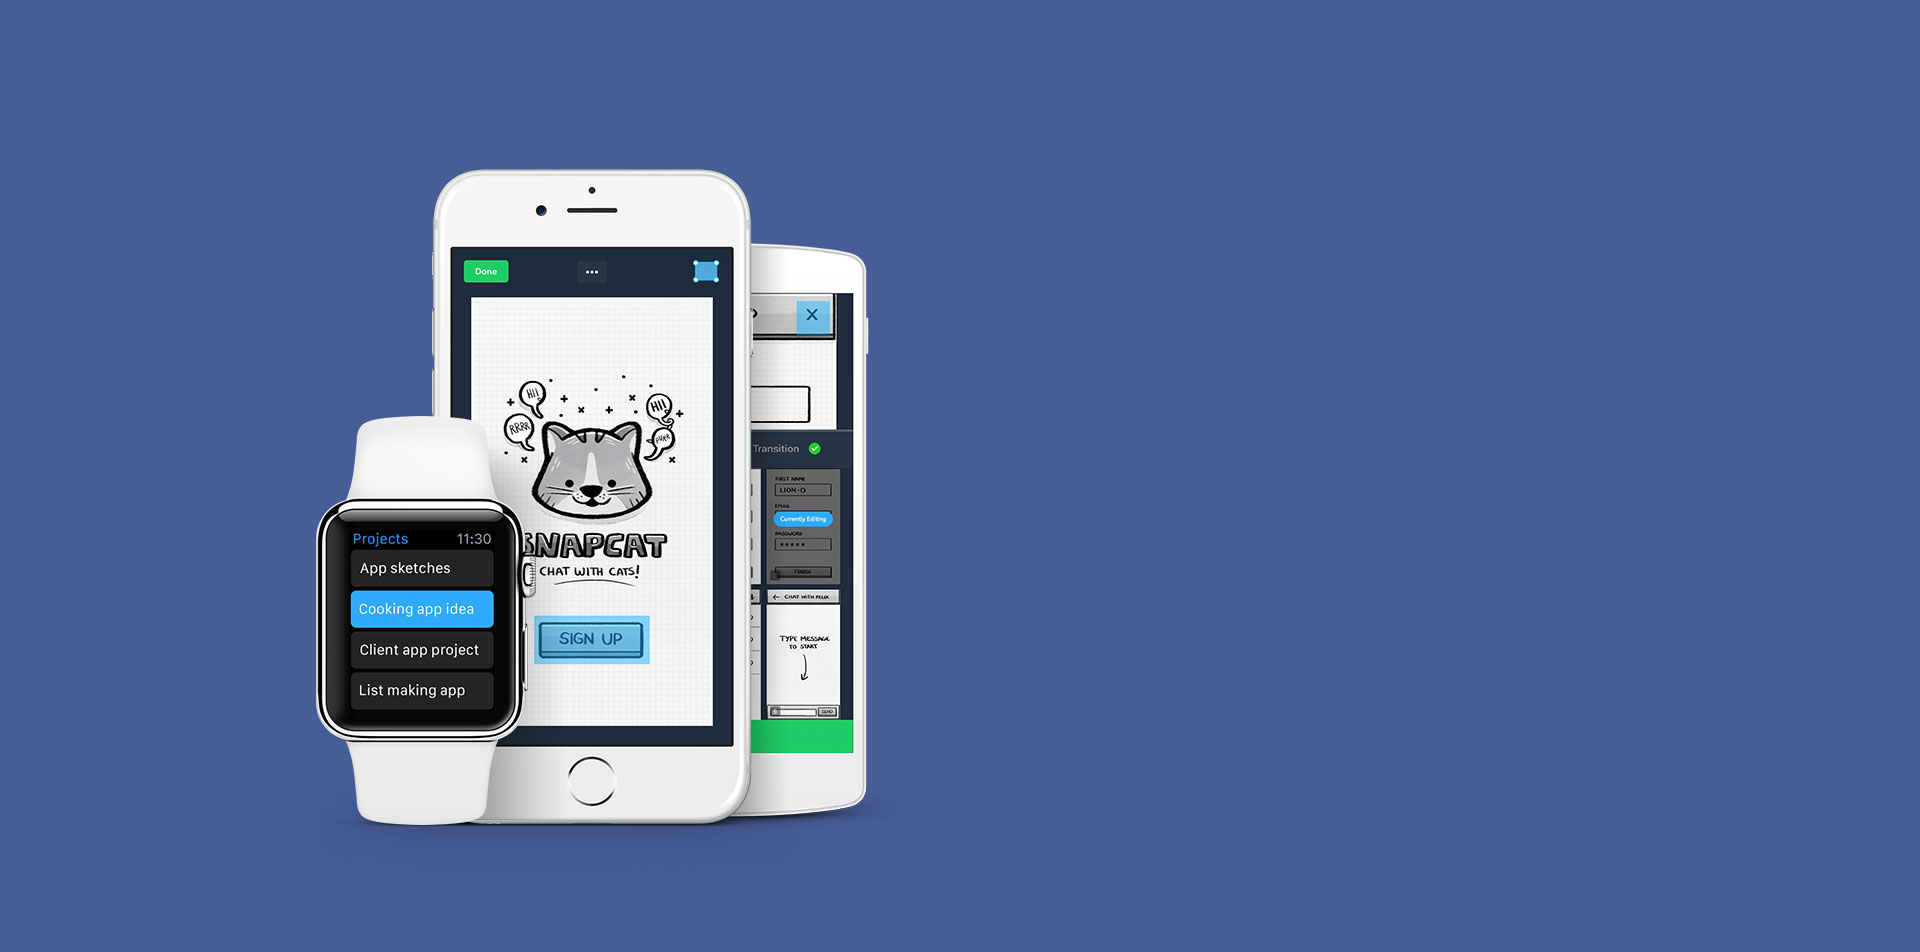 Projects 11:30
App sketches
Cooking app idea
Client app project
List making app
Done
HI!
HI!
RRRR
PURR
SNAPCAT
CHAT WITH CATS!
SIGN UP
Transition
FIRST NAME
LION-O
EMAIL
Currently Editing
PASSWORD
*****
FINISH
CHAT WITH FELIX
TYPE MESSAGE
TO START
SEND